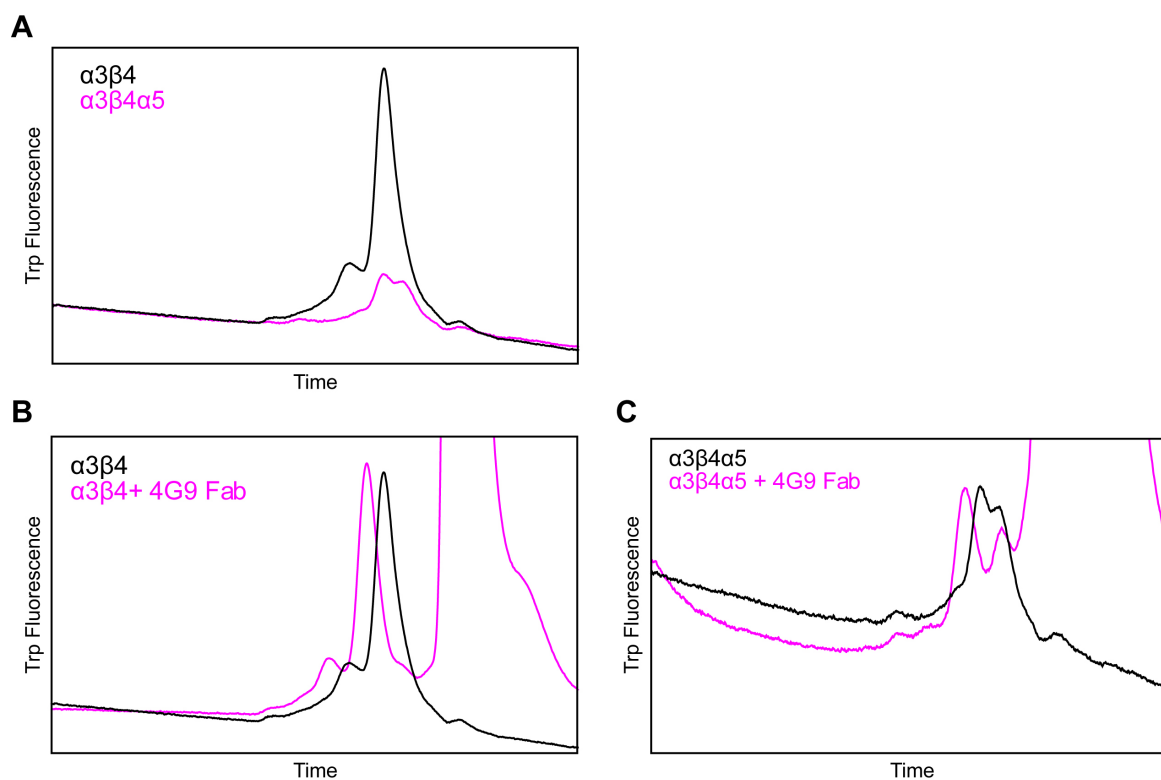 A
α3β4
α3β4α5
Trp Fluorescence
Time
B
α3β4
α3β4+ 4G9 Fab
Trp Fluorescence
Time
C
α3β4α5
α3β4α5 + 4G9 Fab
Trp Fluorescence
Time